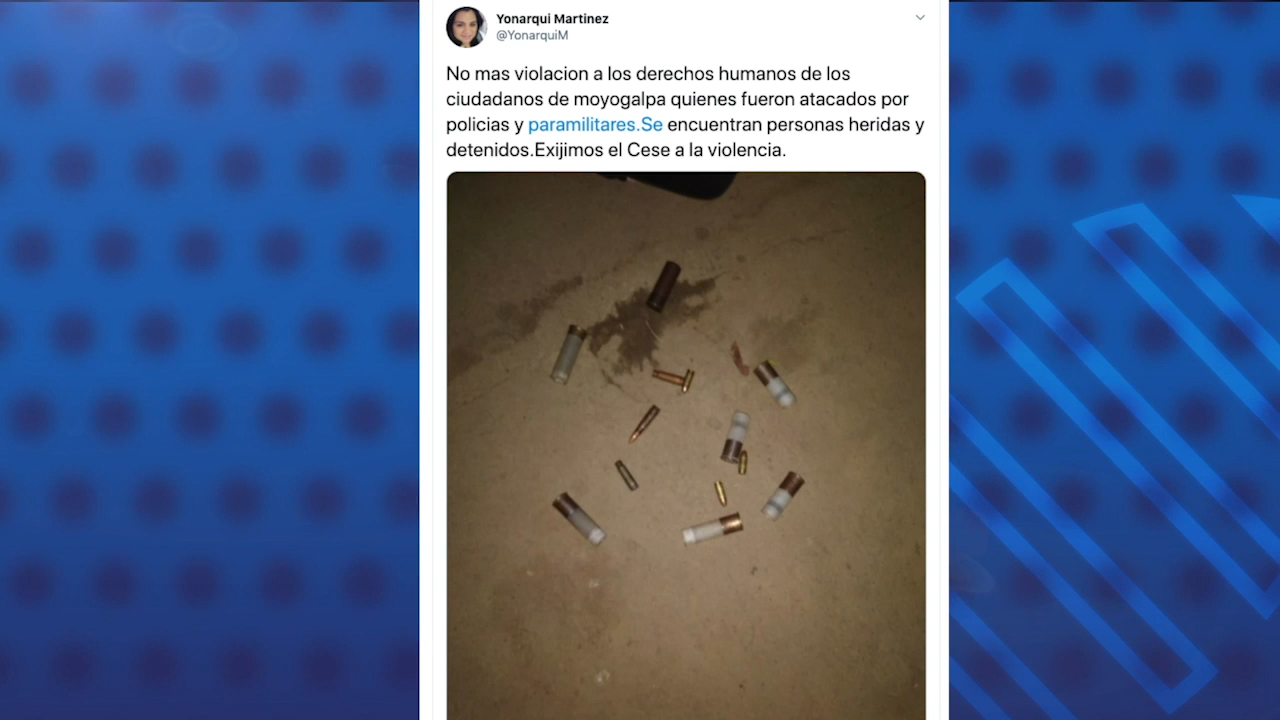 Yonarqui Martinez
@YonarquiM
No mas violacion a los derechos humanos de los
ciudadanos de moyogalpa quienes fueron atacados por
policias y paramilitares.Se encuentran personas heridas y
detenidos.Exijimos el Cese a la violencia.